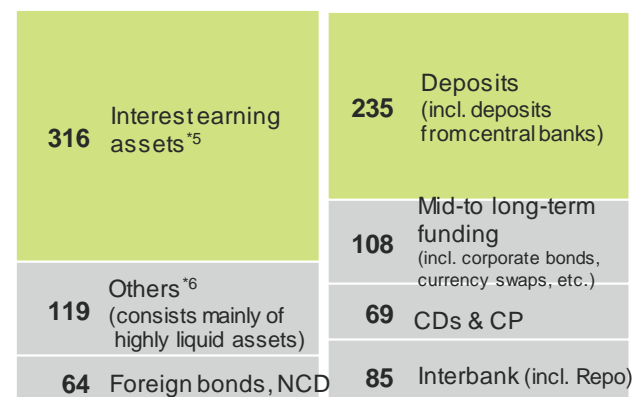 316 Interest earning
assets*5
119 Others*6
(consists mainly of
highly liquid assets)
64 Foreign bonds, NCD
235 Deposits
(incl. deposits
from central banks)
108 Mid-to long-term
funding
(incl. corporate bonds,
currency swaps, etc.)
69 CDs & CP
85 Interbank (incl. Repo)